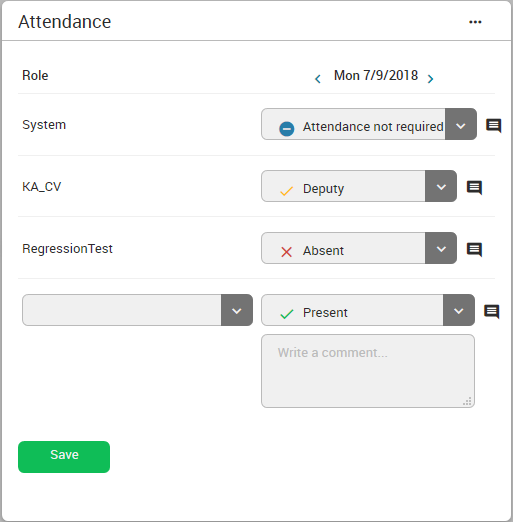 Attendance
Role
Mon 7/9/2018
System
Attendance not required
KA_CV
Deputy
RegressionTest
Absent
Present
Write a comment...
Save